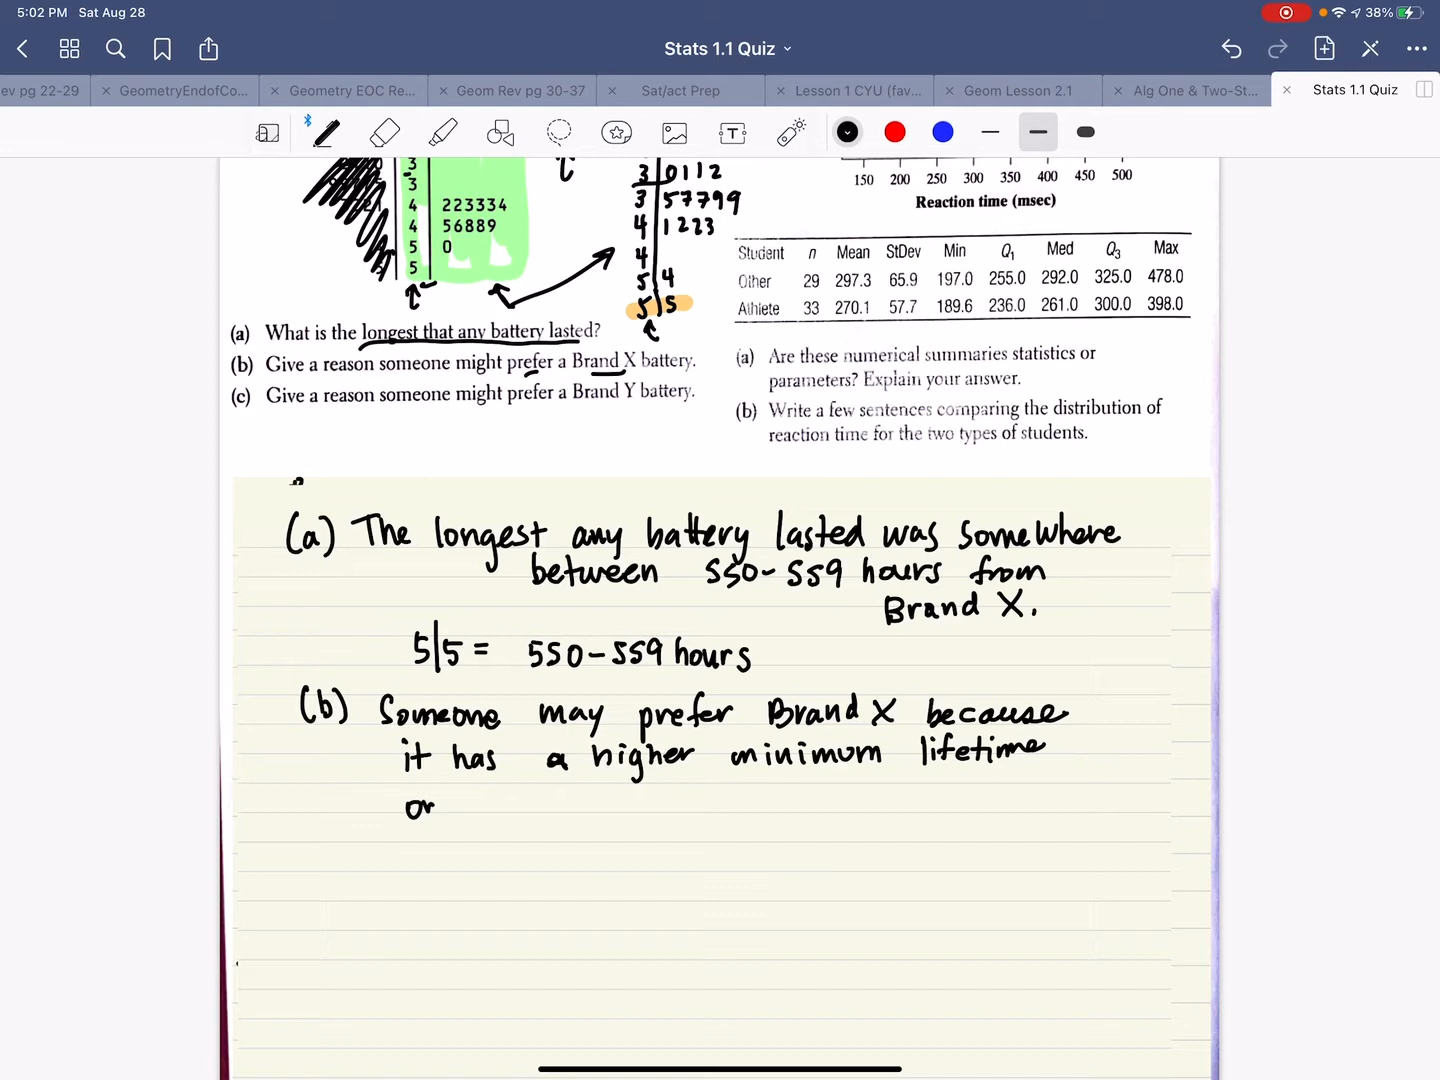 5:02 PM Sat Aug 28
38%
Stats 1.1 Quiz
ev pg 22-29
GeometryEndofCo...
Geometry EOC Re...
Geom Rev pg 30-37
Sat/act Prep
Lesson 1 CYU (fav...
Geom Lesson 2.1
Alg One & Two-St...
Stats 1.1 Quiz
3
3
4 223334
4 56889
5 0
5
3 0112
3 57799
4 1223
4
5 4
5 5
(a) What is the longest that any battery lasted?
(b) Give a reason someone might prefer a Brand X battery.
(c) Give a reason someone might prefer a Brand Y battery.
150 200 250 300 350 400 450 500
Reaction time (msec)
Student n Mean StDev Min Q1 Med Q3 Max
Other 29 297.3 65.9 197.0 255.0 292.0 325.0 478.0
Athlete 33 270.1 57.7 189.6 236.0 261.0 300.0 398.0
(a) Are these numerical summaries statistics or
parameters? Explain your answer.
(b) Write a few sentences comparing the distribution of
reaction time for the two types of students.
(a) The longest any battery lasted was somewhere
between 550-559 hours from
Brand X.
5|5 = 550-559 hours
(b) Someone may prefer Brand X because
it has a higher minimum lifetime
or